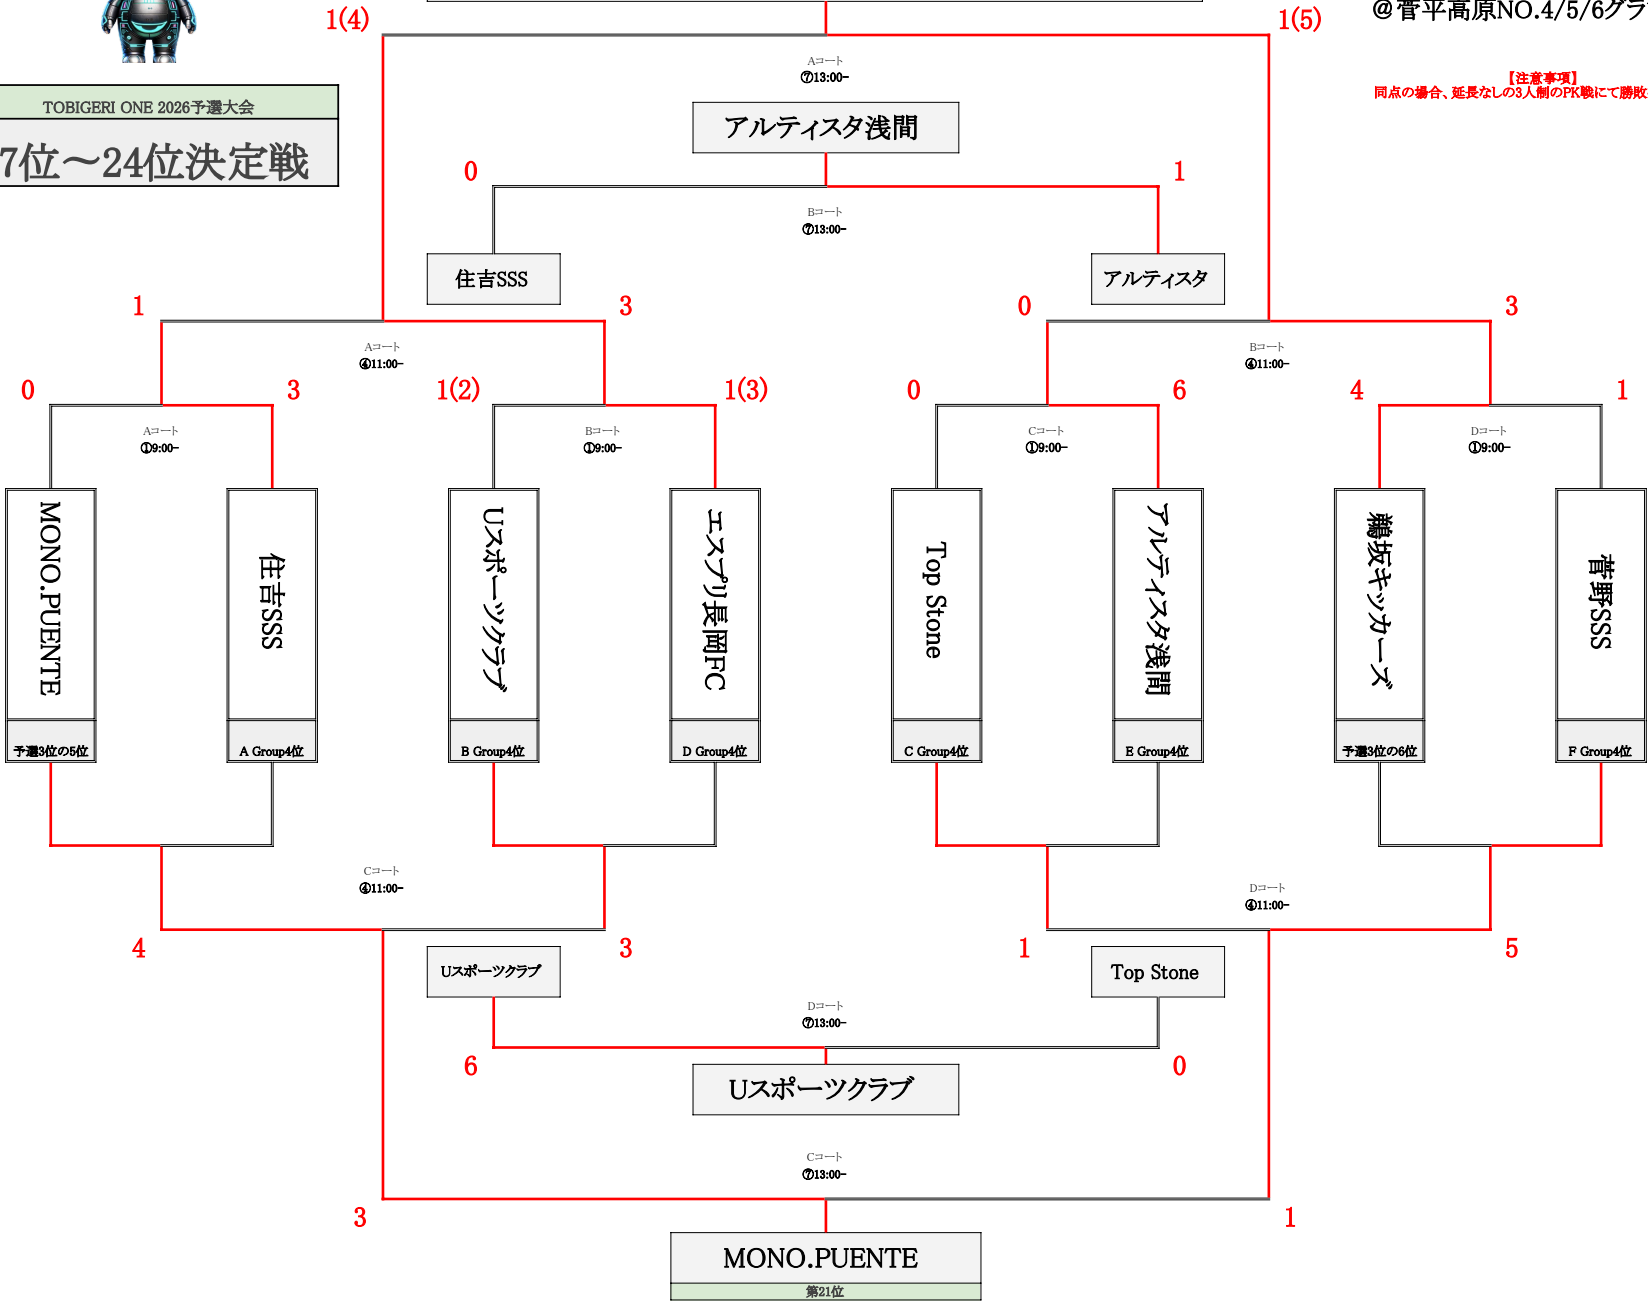 1(4)
1(5)
@菅平高原NO.4/5/6グラ
Aコート
⑦13:00-
【注意事項】
同点の場合、延長なしの3人制のPK戦にて勝敗
TOBIGERI ONE 2026予選大会
7位〜24位決定戦
アルティスタ浅間
0
1
Bコート
⑦13:00-
住吉SSS
アルティスタ
1
3
0
3
Aコート
④11:00-
Bコート
④11:00-
0
3
1(2)
1(3)
0
6
4
1
Aコート
①9:00-
Bコート
①9:00-
Cコート
①9:00-
Dコート
①9:00-
MONO.PUENTE
住吉SSS
Uスポーツクラブ
エスプリ長岡FC
Top Stone
アルティスタ浅間
鵜坂キッカーズ
菅野SSS
予選3位の5位
A Group4位
B Group4位
D Group4位
C Group4位
E Group4位
予選3位の6位
F Group4位
Cコート
④11:00-
Dコート
④11:00-
4
3
1
5
Uスポーツクラブ
Top Stone
Dコート
⑦13:00-
6
0
Uスポーツクラブ
Cコート
⑦13:00-
3
1
MONO.PUENTE
第21位